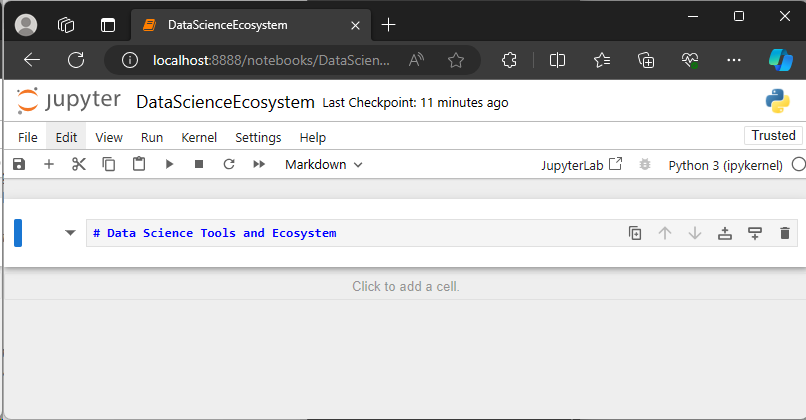 DataScienceEcosystem
localhost:8888/notebooks/DataScien...
jupyter DataScienceEcosystem Last Checkpoint: 11 minutes ago
File Edit View Run Kernel Settings Help Trusted
Markdown JupyterLab Python 3 (ipykernel)
# Data Science Tools and Ecosystem
Click to add a cell.